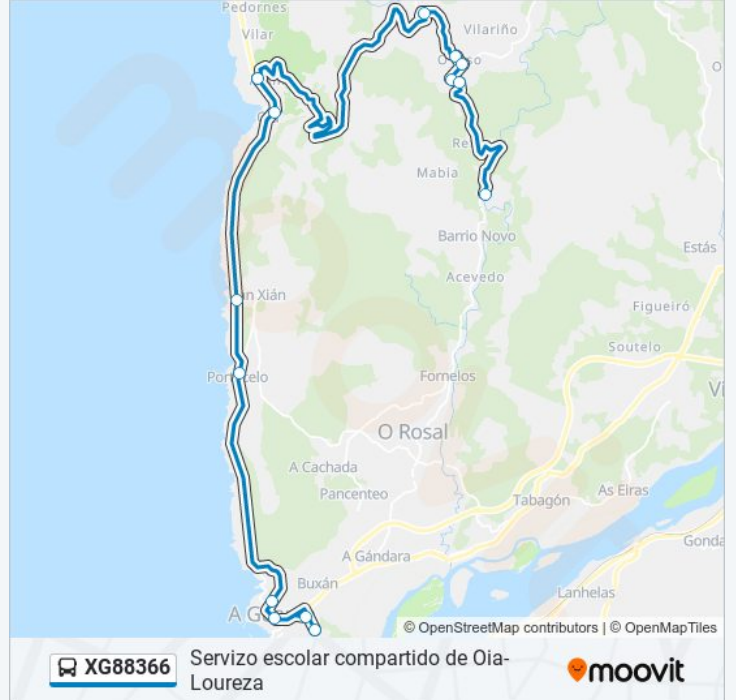 Pedornes
Vilar
Vilariño
Mabia
Barrio Novo
Estás
Acevedo
Figueiró
Soutelo
Fornelos
O Rosal
A Cachada
As Eiras
Pancenteo
Tabagón
A Gándara
Buxán
Lanhelas
© OpenStreetMap contributors | © OpenMapTiles
XG88366
Servizo escolar compartido de Oia-
Loureza
moovit